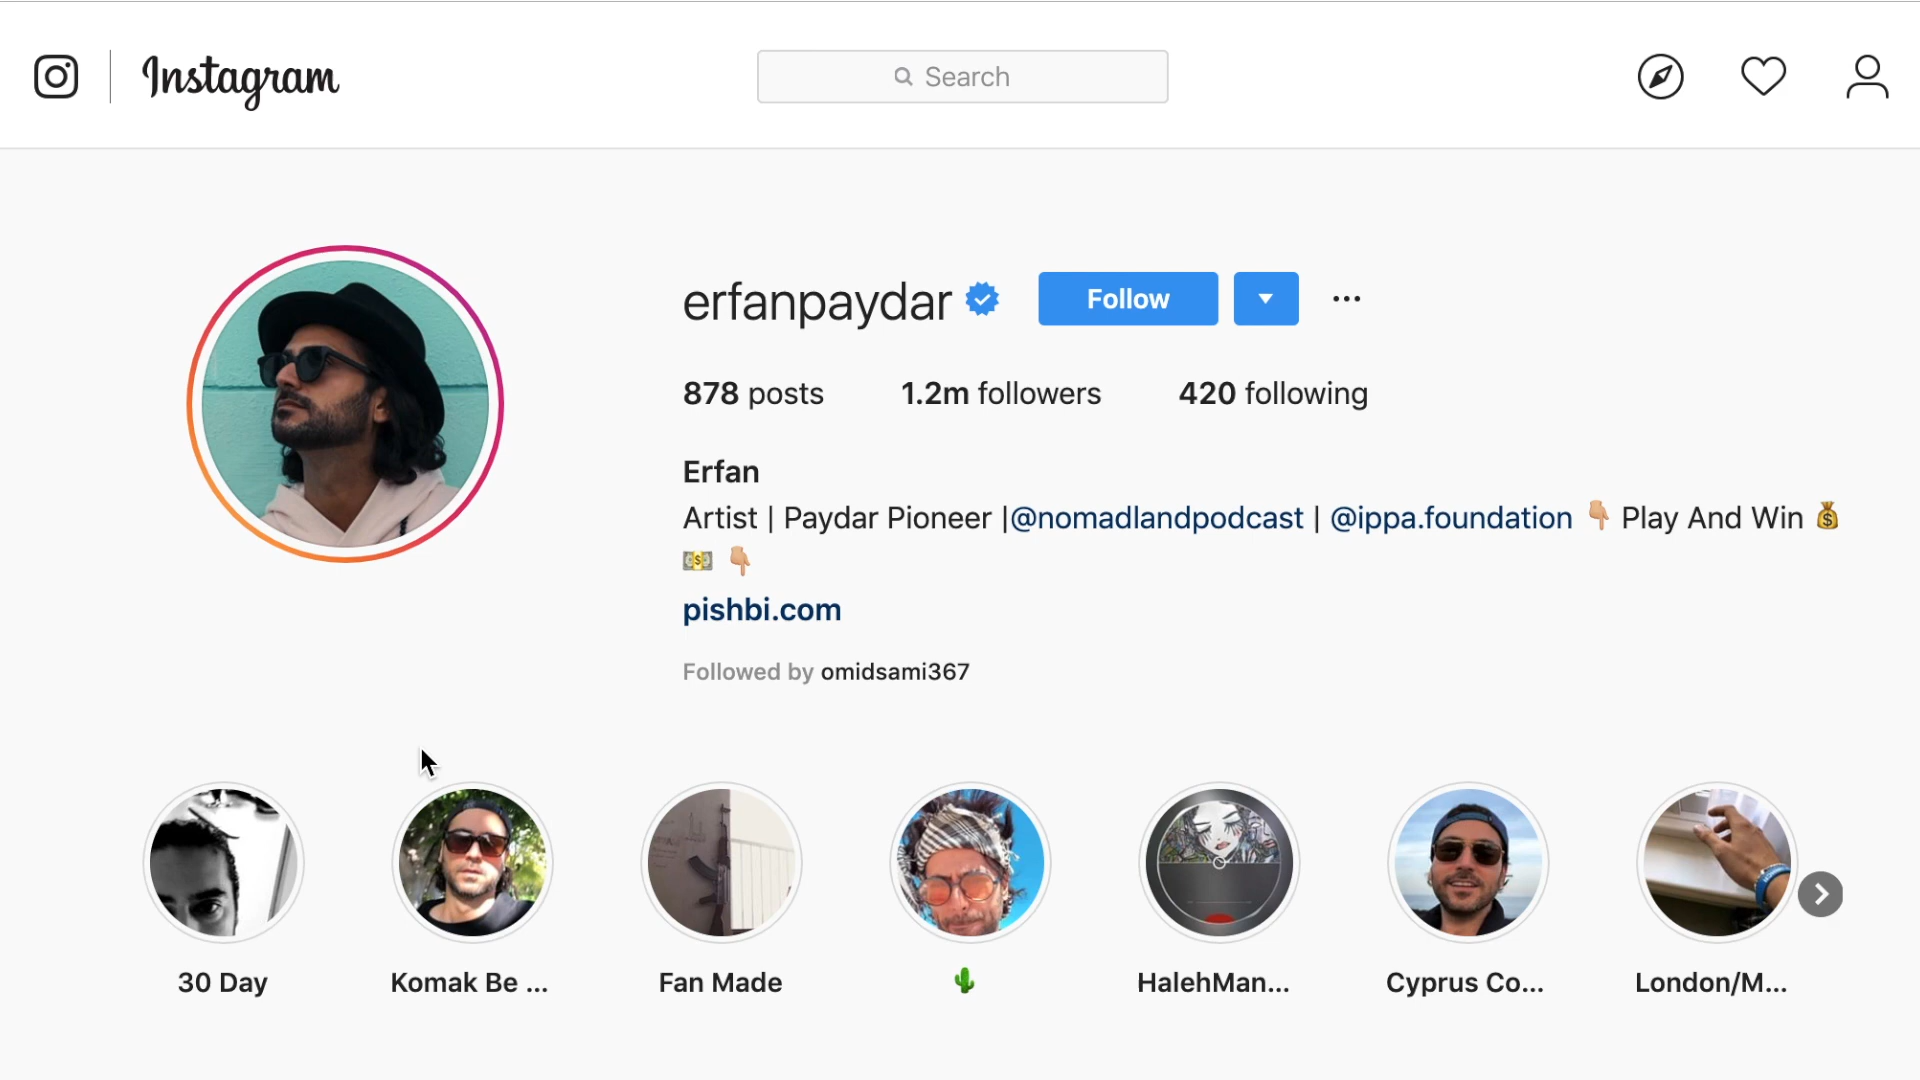 Instagram
Search
erfanpaydar
Follow
878 posts
1.2m followers
420 following
Erfan
Artist | Paydar Pioneer |@nomadlandpodcast | @ippa.foundation 👇🏼 Play And Win 💰
💵 👇🏼
pishbi.com
Followed by omidsami367
30 Day
Komak Be ...
Fan Made
🌵
HalehMan...
Cyprus Co...
London/M...